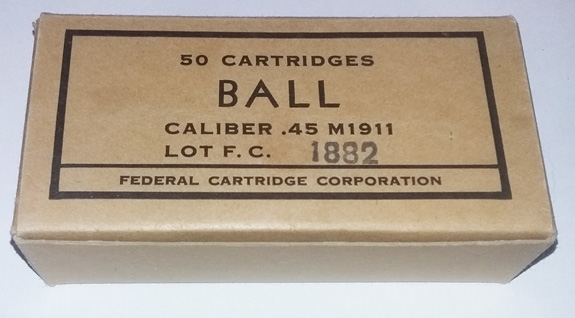 50 CARTRIDGES
BALL
CALIBER .45 M1911
LOT F. C. 1882
FEDERAL CARTRIDGE CORPORATION